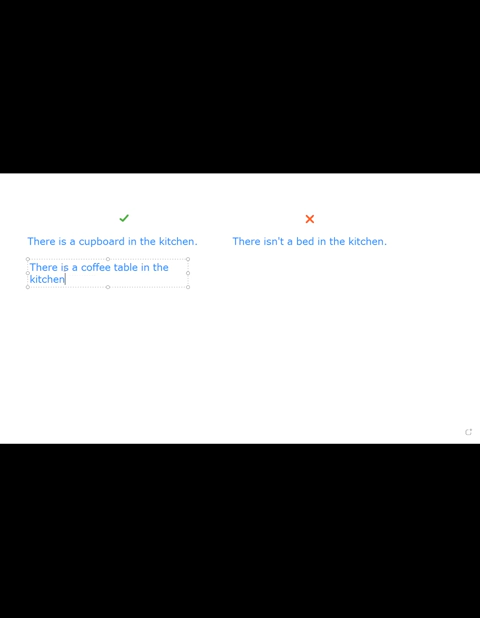 There is a cupboard in the kitchen.
There isn't a bed in the kitchen.
There is a coffee table in the
kitchen